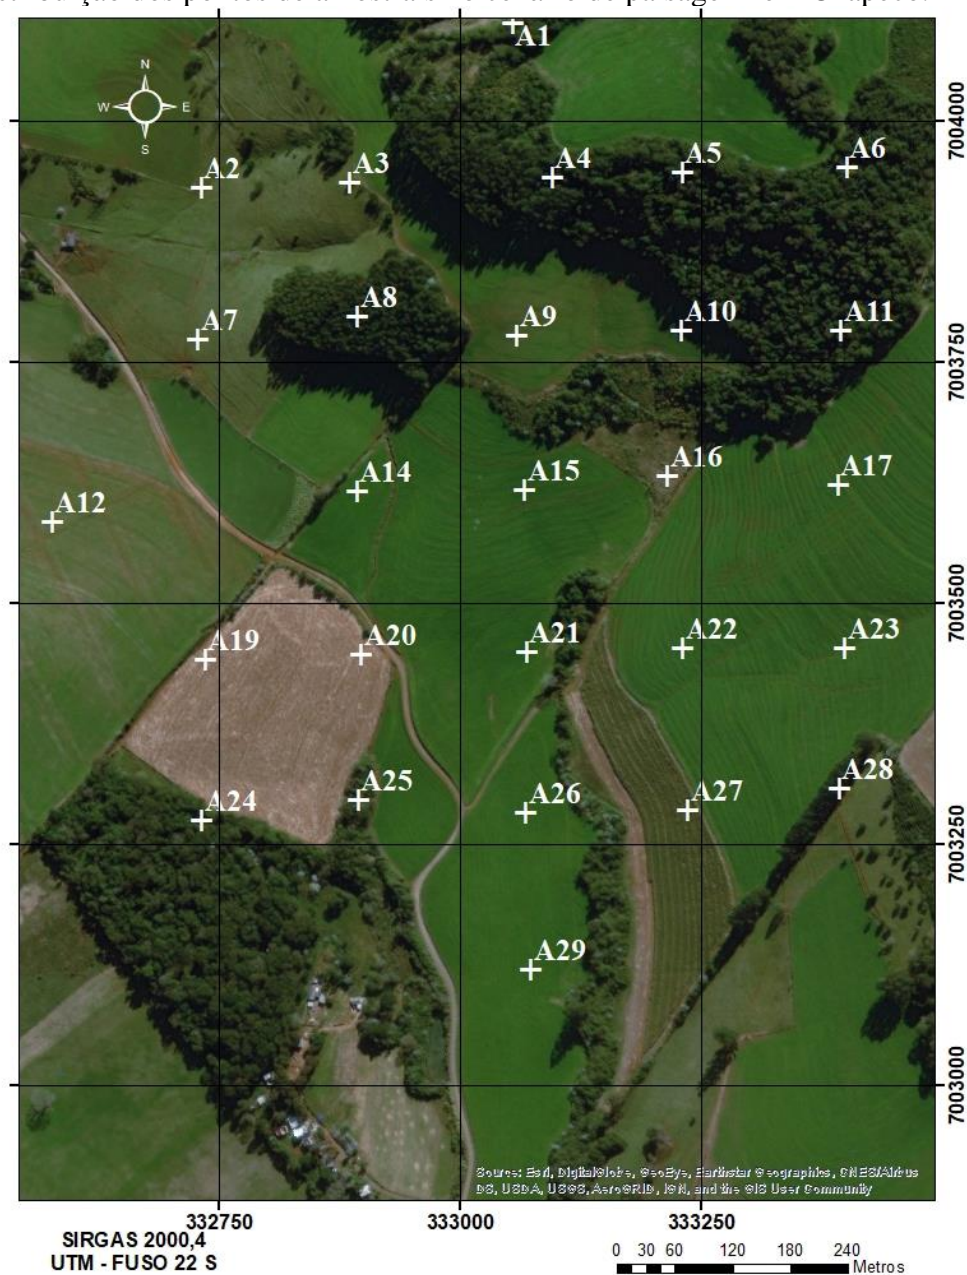 A1
N
W E
S
7004000
A2 A3 A4 A5 A6
A7 A8 A9 A10 A11
7003750
A12 A14 A15 A16 A17
7003500
A19 A20 A21 A22 A23
A24 A25 A26 A27 A28
7003250
A29
7003000
Source: Esri, DigitalGlobe, GeoEye, Earthstar Geographics, CNES/Airbus
DS, USDA, USGS, AeroGRID, IGN, and the GIS User Community
332750 333000 333250
SIRGAS 2000,4
UTM - FUSO 22 S
0 30 60 120 180 240
Metros